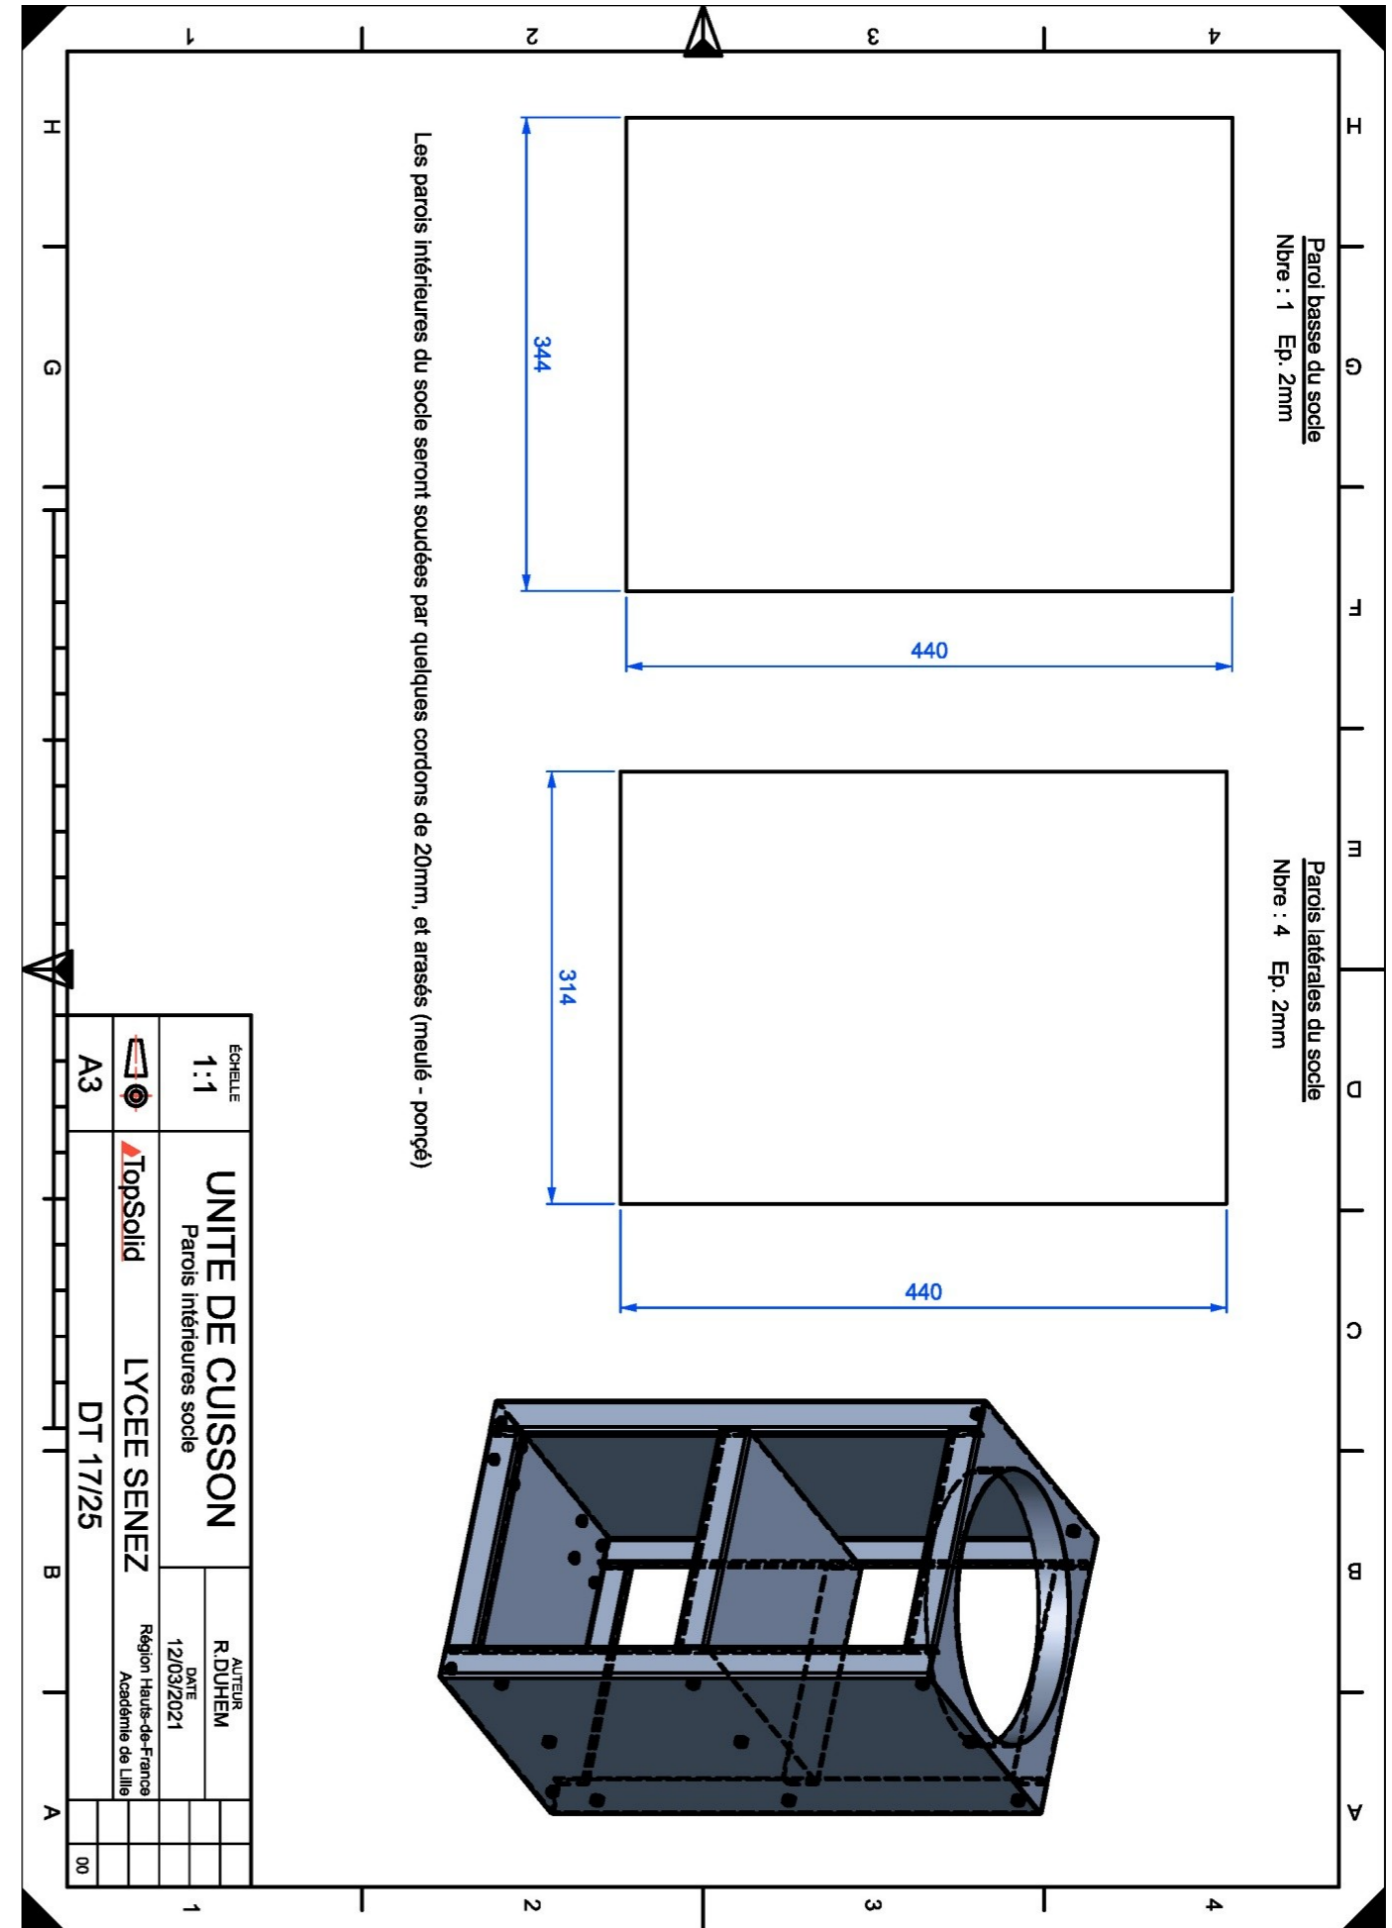 Paroi basse du socle
Nbre : 1 Ep. 2mm
344
440
Parois latérales du socle
Nbre : 4 Ep. 2mm
314
440
Les parois intérieures du socle seront soudées par quelques cordons de 20mm, et arasés (meulé - ponçé)
ÉCHELLE
1:1
UNITE DE CUISSON
Parois intérieures socle
AUTEUR
R.DUHEM
DATE
12/03/2021
TopSolid
LYCEE SENEZ
Région Hauts-de-France
Académie de Lille
A3
DT 17/25
00
H G F E D C B A
H G B A
1 2 3 4
1 2 3 4